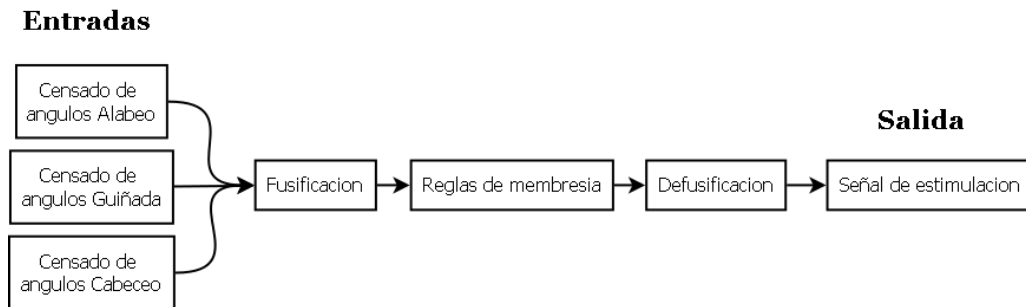 Entradas
Censado de
angulos Alabeo
Censado de
angulos Guiñada
Censado de
angulos Cabeceo
Fusificacion
Reglas de membresia
Defusificacion
Salida
Señal de estimulacion